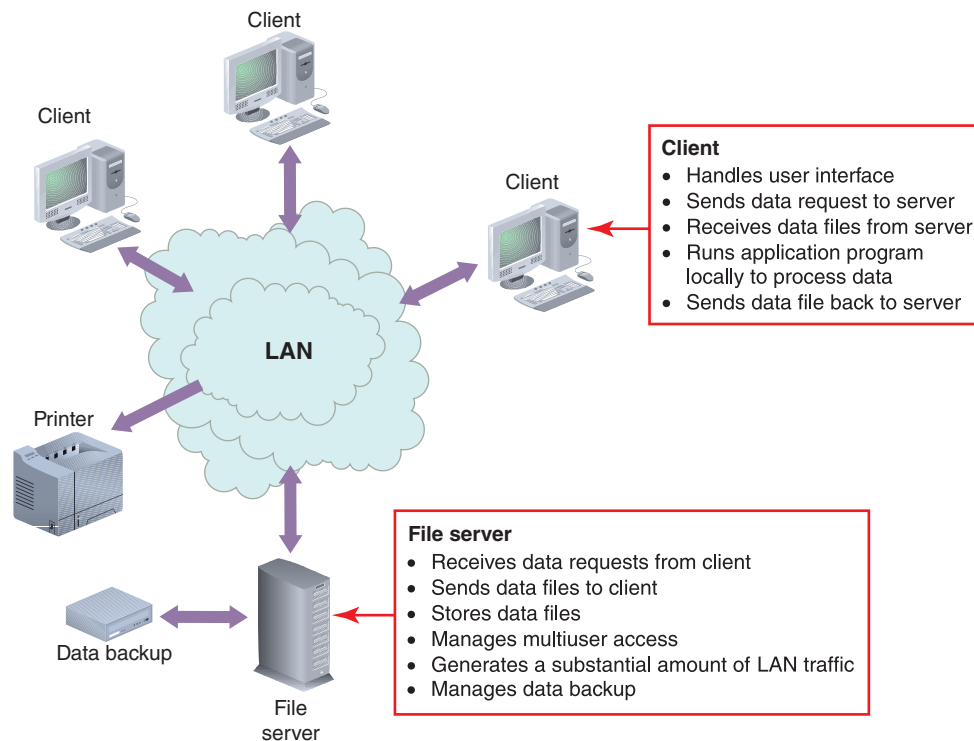 Client
Client
Client
LAN
Printer
Data backup
File
server
Client
• Handles user interface
• Sends data request to server
• Receives data files from server
• Runs application program
locally to process data
• Sends data file back to server
File server
• Receives data requests from client
• Sends data files to client
• Stores data files
• Manages multiuser access
• Generates a substantial amount of LAN traffic
• Manages data backup